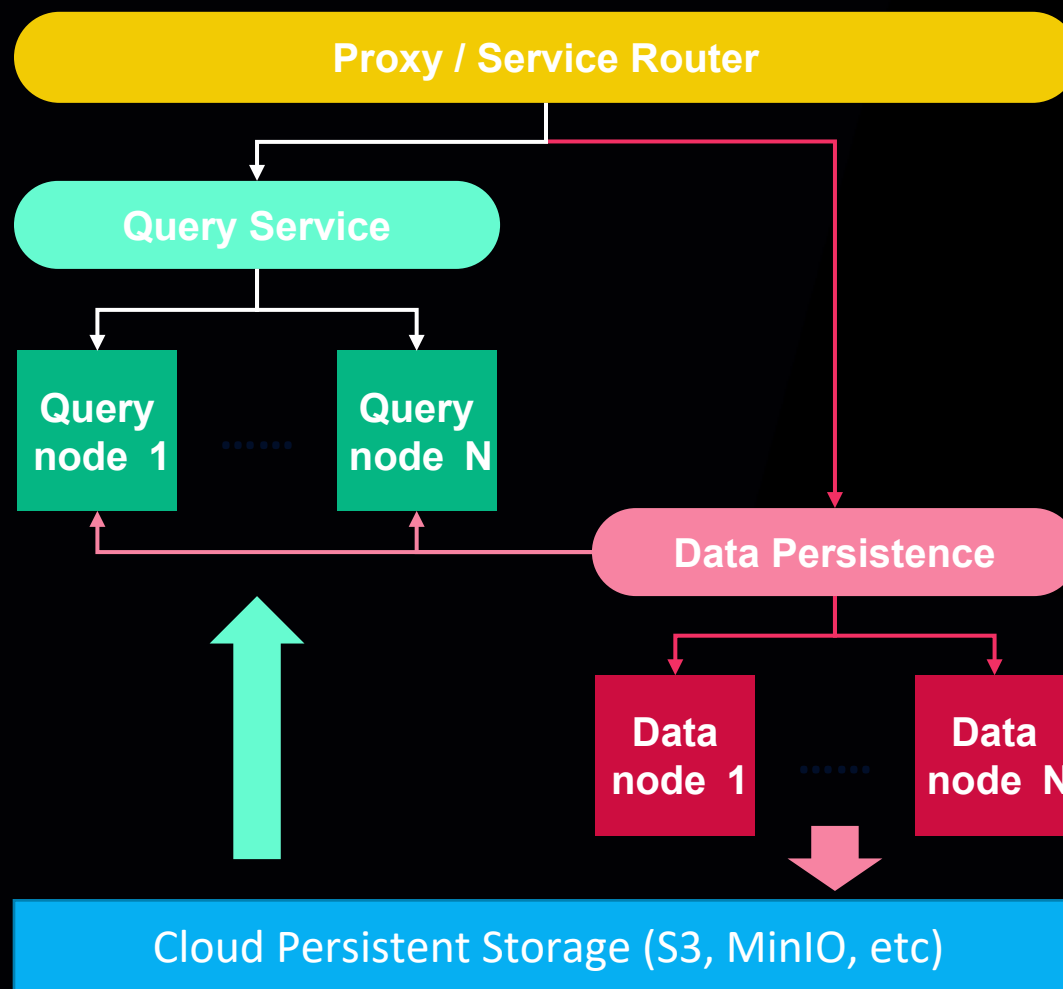 Proxy / Service Router
Query Service
Query
node 1
......
Query
node N
Data Persistence
Data
node 1
......
Data
node N
Cloud Persistent Storage (S3, MinIO, etc)